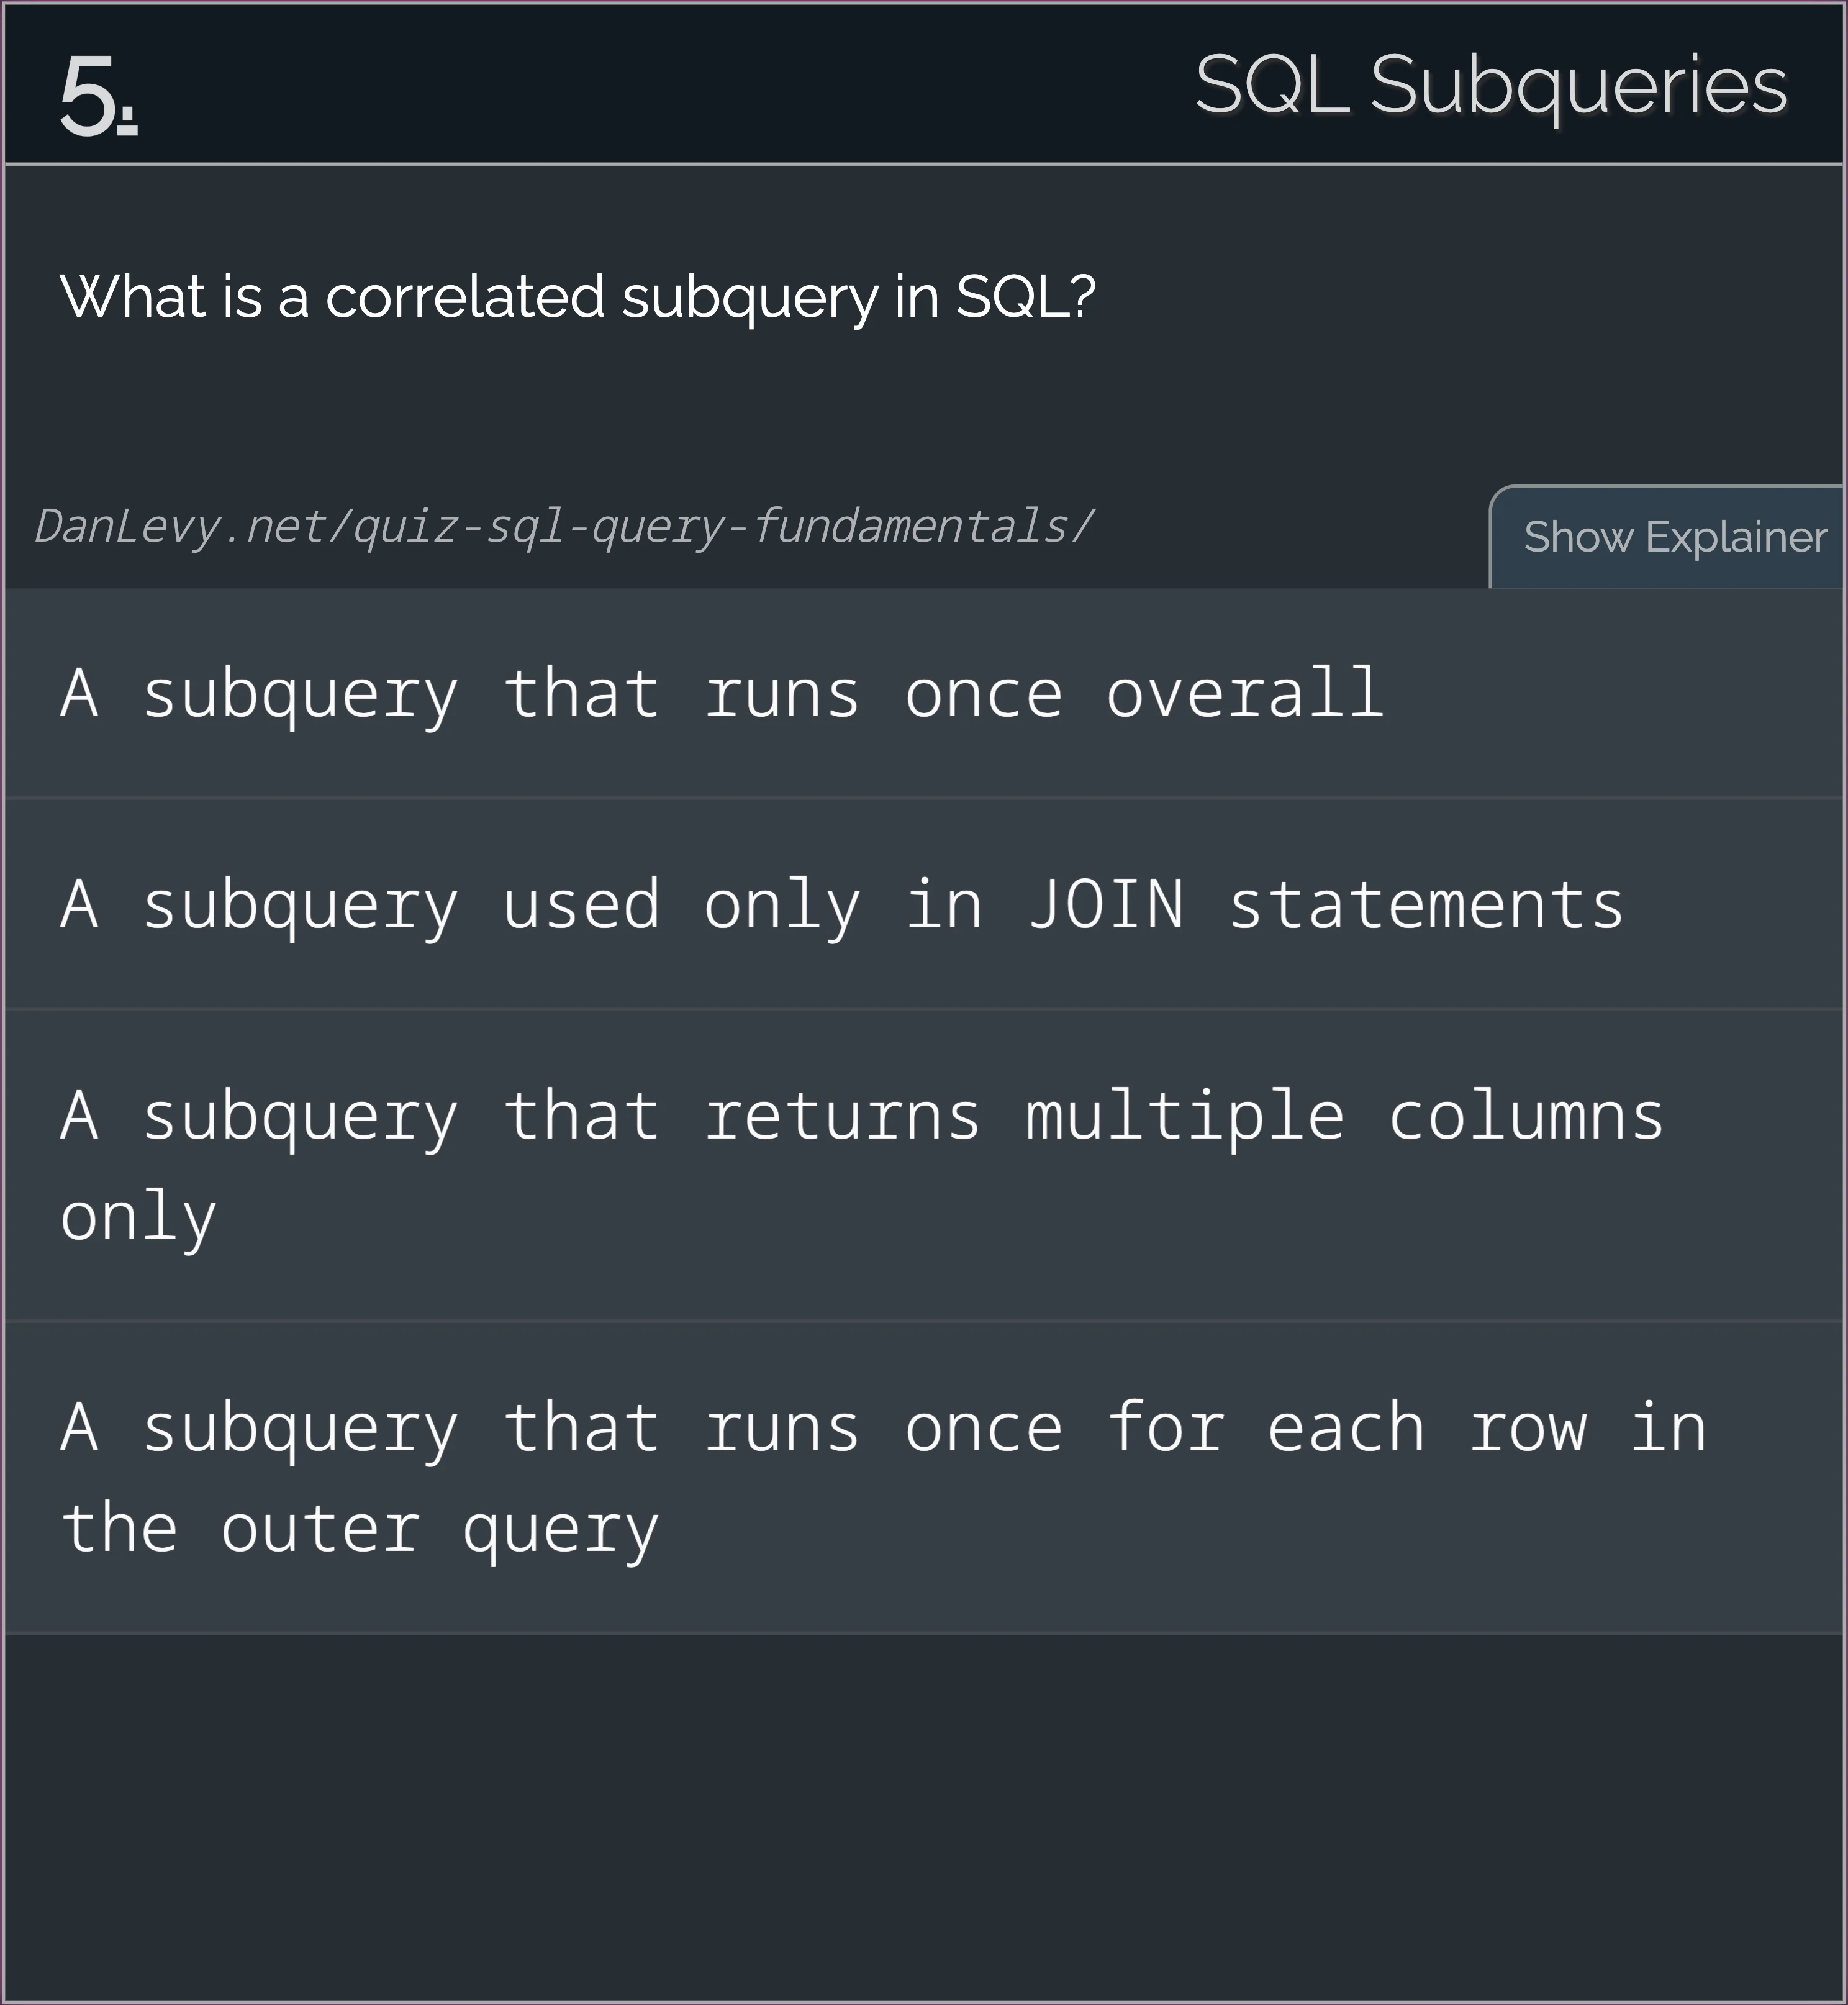 5.
SQL Subqueries
What is a correlated subquery in SQL?
DanLevy.net/quiz-sql-query-fundamentals/
Show Explainer
A subquery that runs once overall
A subquery used only in JOIN statements
A subquery that returns multiple columns
only
A subquery that runs once for each row in
the outer query